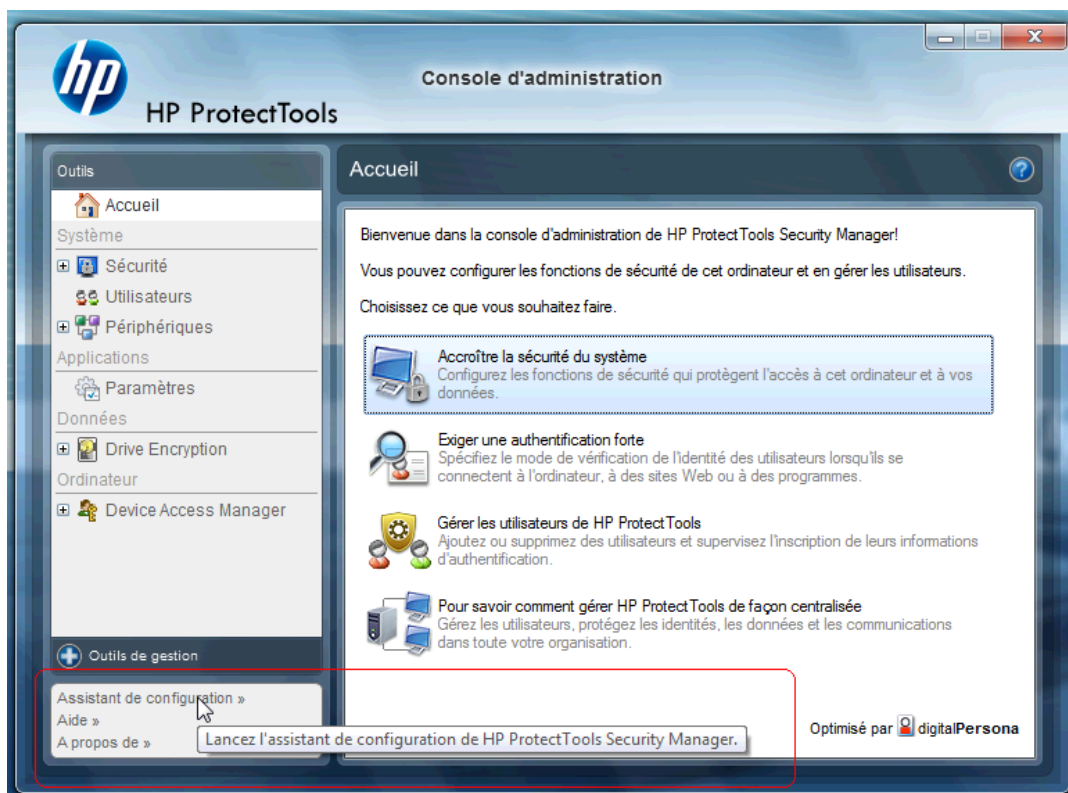 hp
HP ProtectTools
Console d'administration
Outils
Accueil
Système
Sécurité
Utilisateurs
Périphériques
Applications
Paramètres
Données
Drive Encryption
Ordinateur
Device Access Manager
Outils de gestion
Assistant de configuration »
Aide »
A propos de »
Lancez l'assistant de configuration de HP ProtectTools Security Manager.
Accueil
?
Bienvenue dans la console d'administration de HP ProtectTools Security Manager!
Vous pouvez configurer les fonctions de sécurité de cet ordinateur et en gérer les utilisateurs.
Choisissez ce que vous souhaitez faire.
Accroître la sécurité du système
Configurez les fonctions de sécurité qui protègent l'accès à cet ordinateur et à vos
données.
Exiger une authentification forte
Spécifiez le mode de vérification de l'identité des utilisateurs lorsqu'ils se
connectent à l'ordinateur, à des sites Web ou à des programmes.
Gérer les utilisateurs de HP ProtectTools
Ajoutez ou supprimez des utilisateurs et supervisez l'inscription de leurs informations
d'authentification.
Pour savoir comment gérer HP ProtectTools de façon centralisée
Gérez les utilisateurs, protégez les identités, les données et les communications
dans toute votre organisation.
Optimisé par digitalPersona